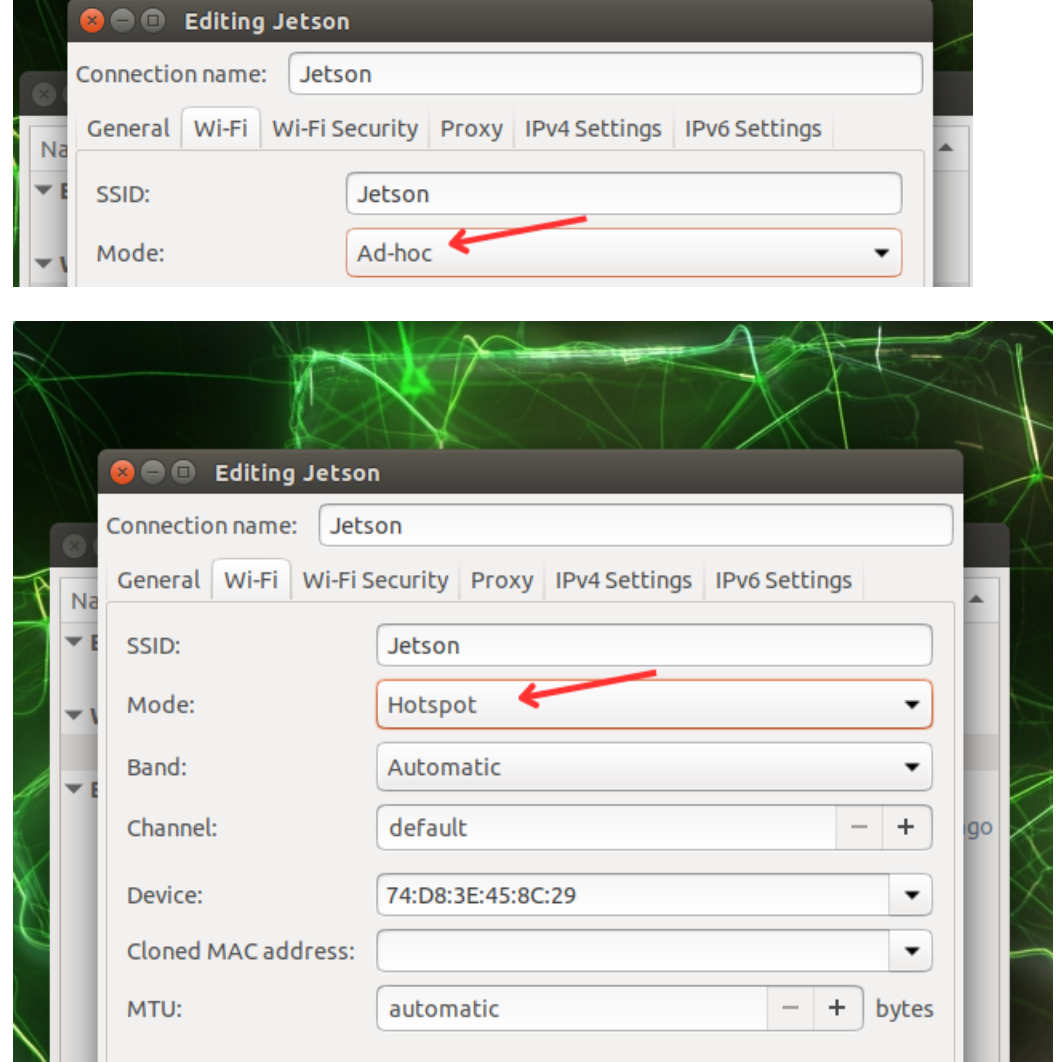 Editing Jetson
Connection name: Jetson
General Wi-Fi Wi-Fi Security Proxy IPv4 Settings IPv6 Settings
Na
SSID: Jetson
Mode: Ad-hoc
Editing Jetson
Connection name: Jetson
General Wi-Fi Wi-Fi Security Proxy IPv4 Settings IPv6 Settings
Na
SSID: Jetson
Mode: Hotspot
Band: Automatic
Channel: default
ago
Device: 74:D8:3E:45:8C:29
Cloned MAC address:
MTU: automatic bytes